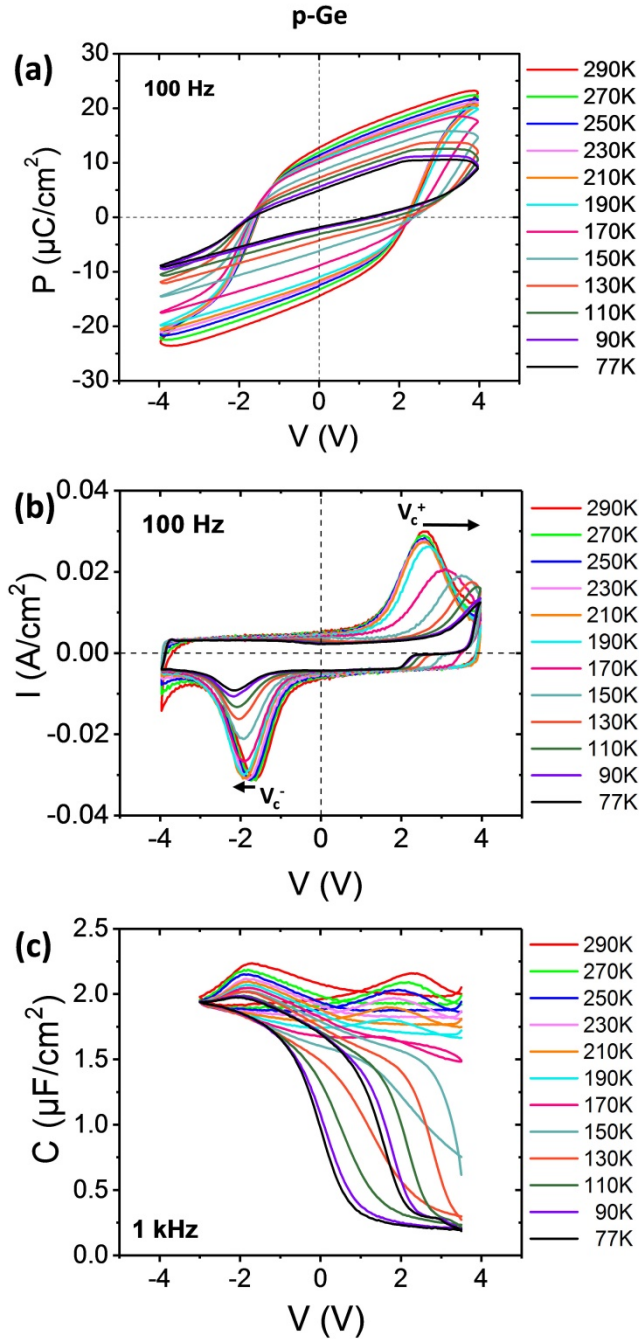 p-Ge
(a)
100 Hz
P (µC/cm²)
30
20
10
0
-10
-20
-30
-4 -2 0 2 4
V (V)
290K
270K
250K
230K
210K
190K
170K
150K
130K
110K
90K
77K
(b)
100 Hz
Vc+
Vc-
I (A/cm²)
0.04
0.02
0.00
-0.02
-0.04
-4 -2 0 2 4
V (V)
290K
270K
250K
230K
210K
190K
170K
150K
130K
110K
90K
77K
(c)
1 kHz
C (µF/cm²)
2.5
2.0
1.5
1.0
0.5
0.0
-4 -2 0 2 4
V (V)
290K
270K
250K
230K
210K
190K
170K
150K
130K
110K
90K
77K